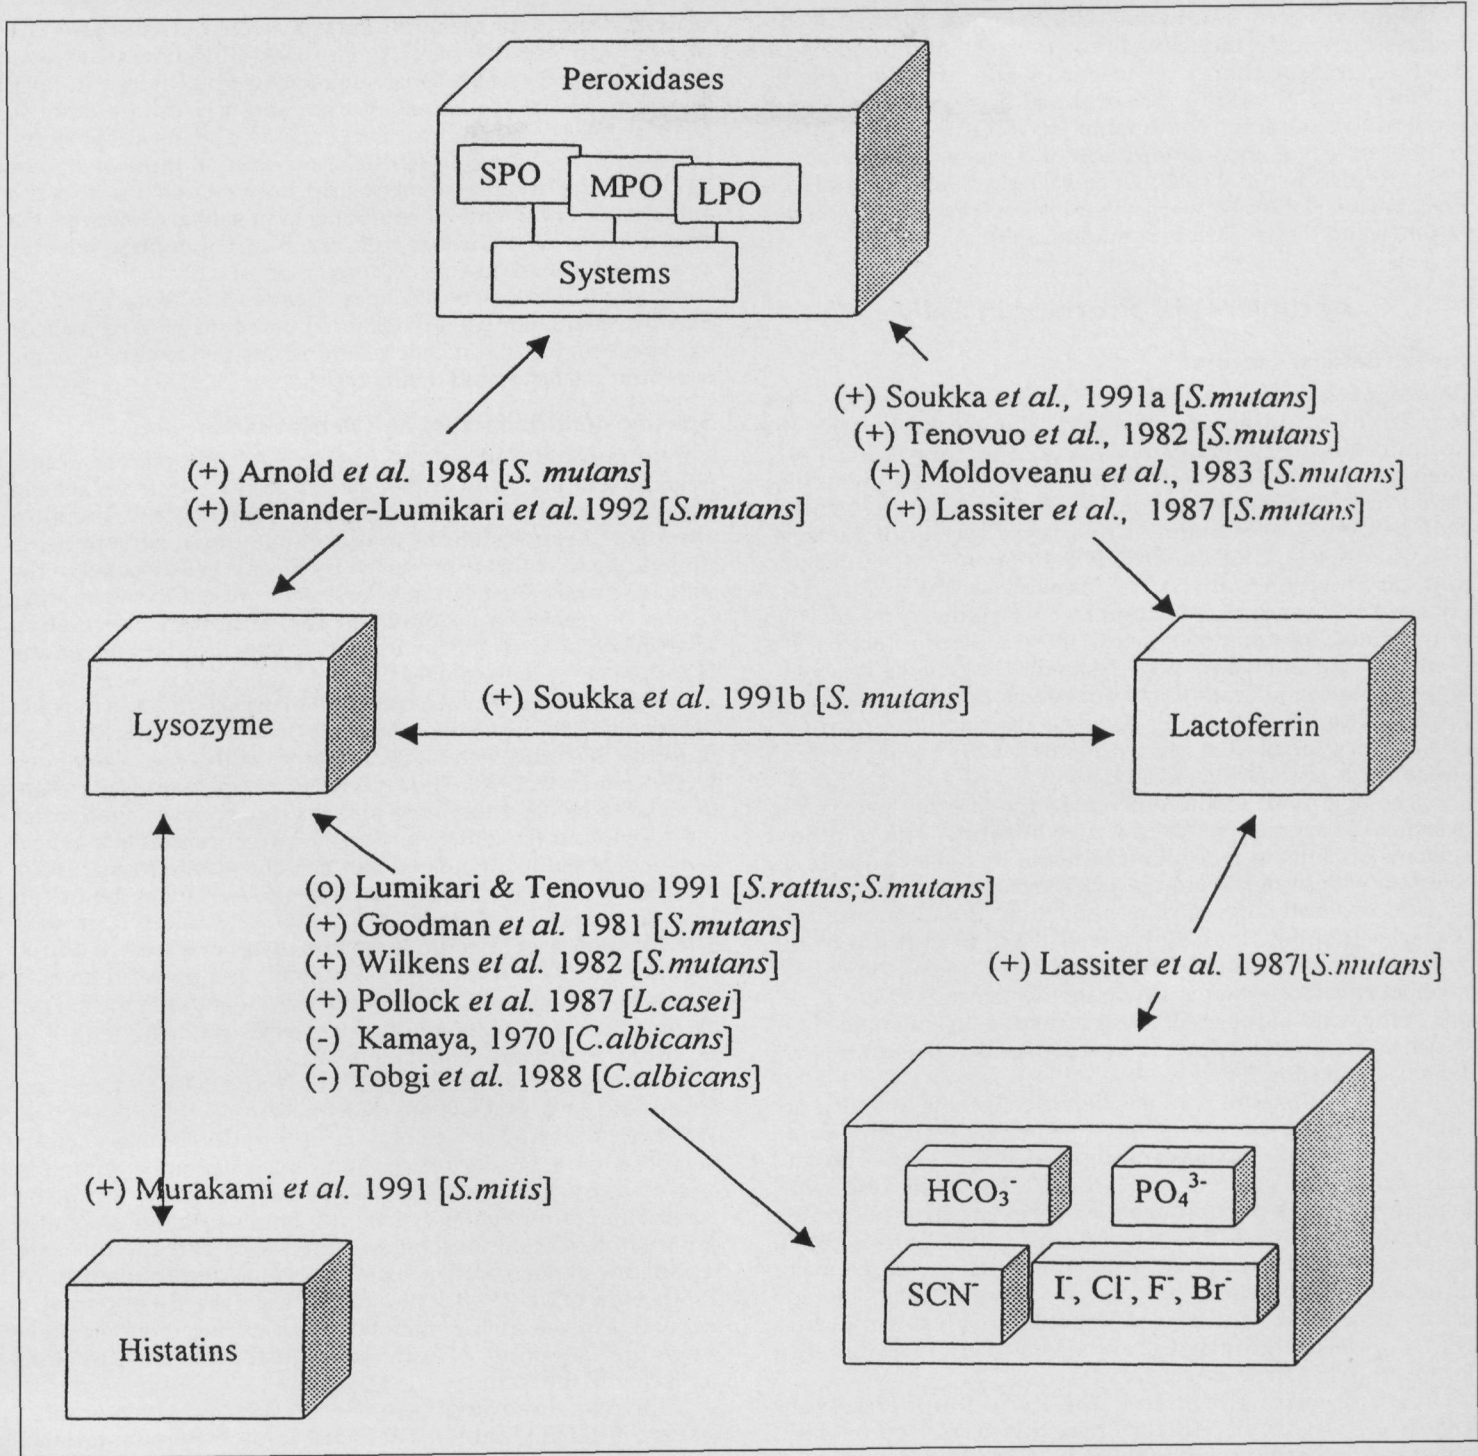 Peroxidases
SPO
MPO
LPO
Systems
(+) Soukka et al., 1991a [S.mutans]
(+) Tenovuo et al., 1982 [S.mutans]
(+) Moldoveanu et al., 1983 [S.mutans]
(+) Lassiter et al., 1987 [S.mutans]
(+) Arnold et al. 1984 [S. mutans]
(+) Lenander-Lumikari et al. 1992 [S.mutans]
(+) Soukka et al. 1991b [S. mutans]
Lysozyme
Lactoferrin
(o) Lumikari & Tenovuo 1991 [S.rattus;S.mutans]
(+) Goodman et al. 1981 [S.mutans]
(+) Wilkens et al. 1982 [S.mutans]
(+) Pollock et al. 1987 [L.casei]
(-) Kamaya, 1970 [C.albicans]
(-) Tobgi et al. 1988 [C.albicans]
(+) Lassiter et al. 1987[S.mutans]
(+) Murakami et al. 1991 [S.mitis]
HCO₃⁻
PO₄³⁻
SCN⁻
I⁻, Cl⁻, F⁻, Br⁻
Histatins